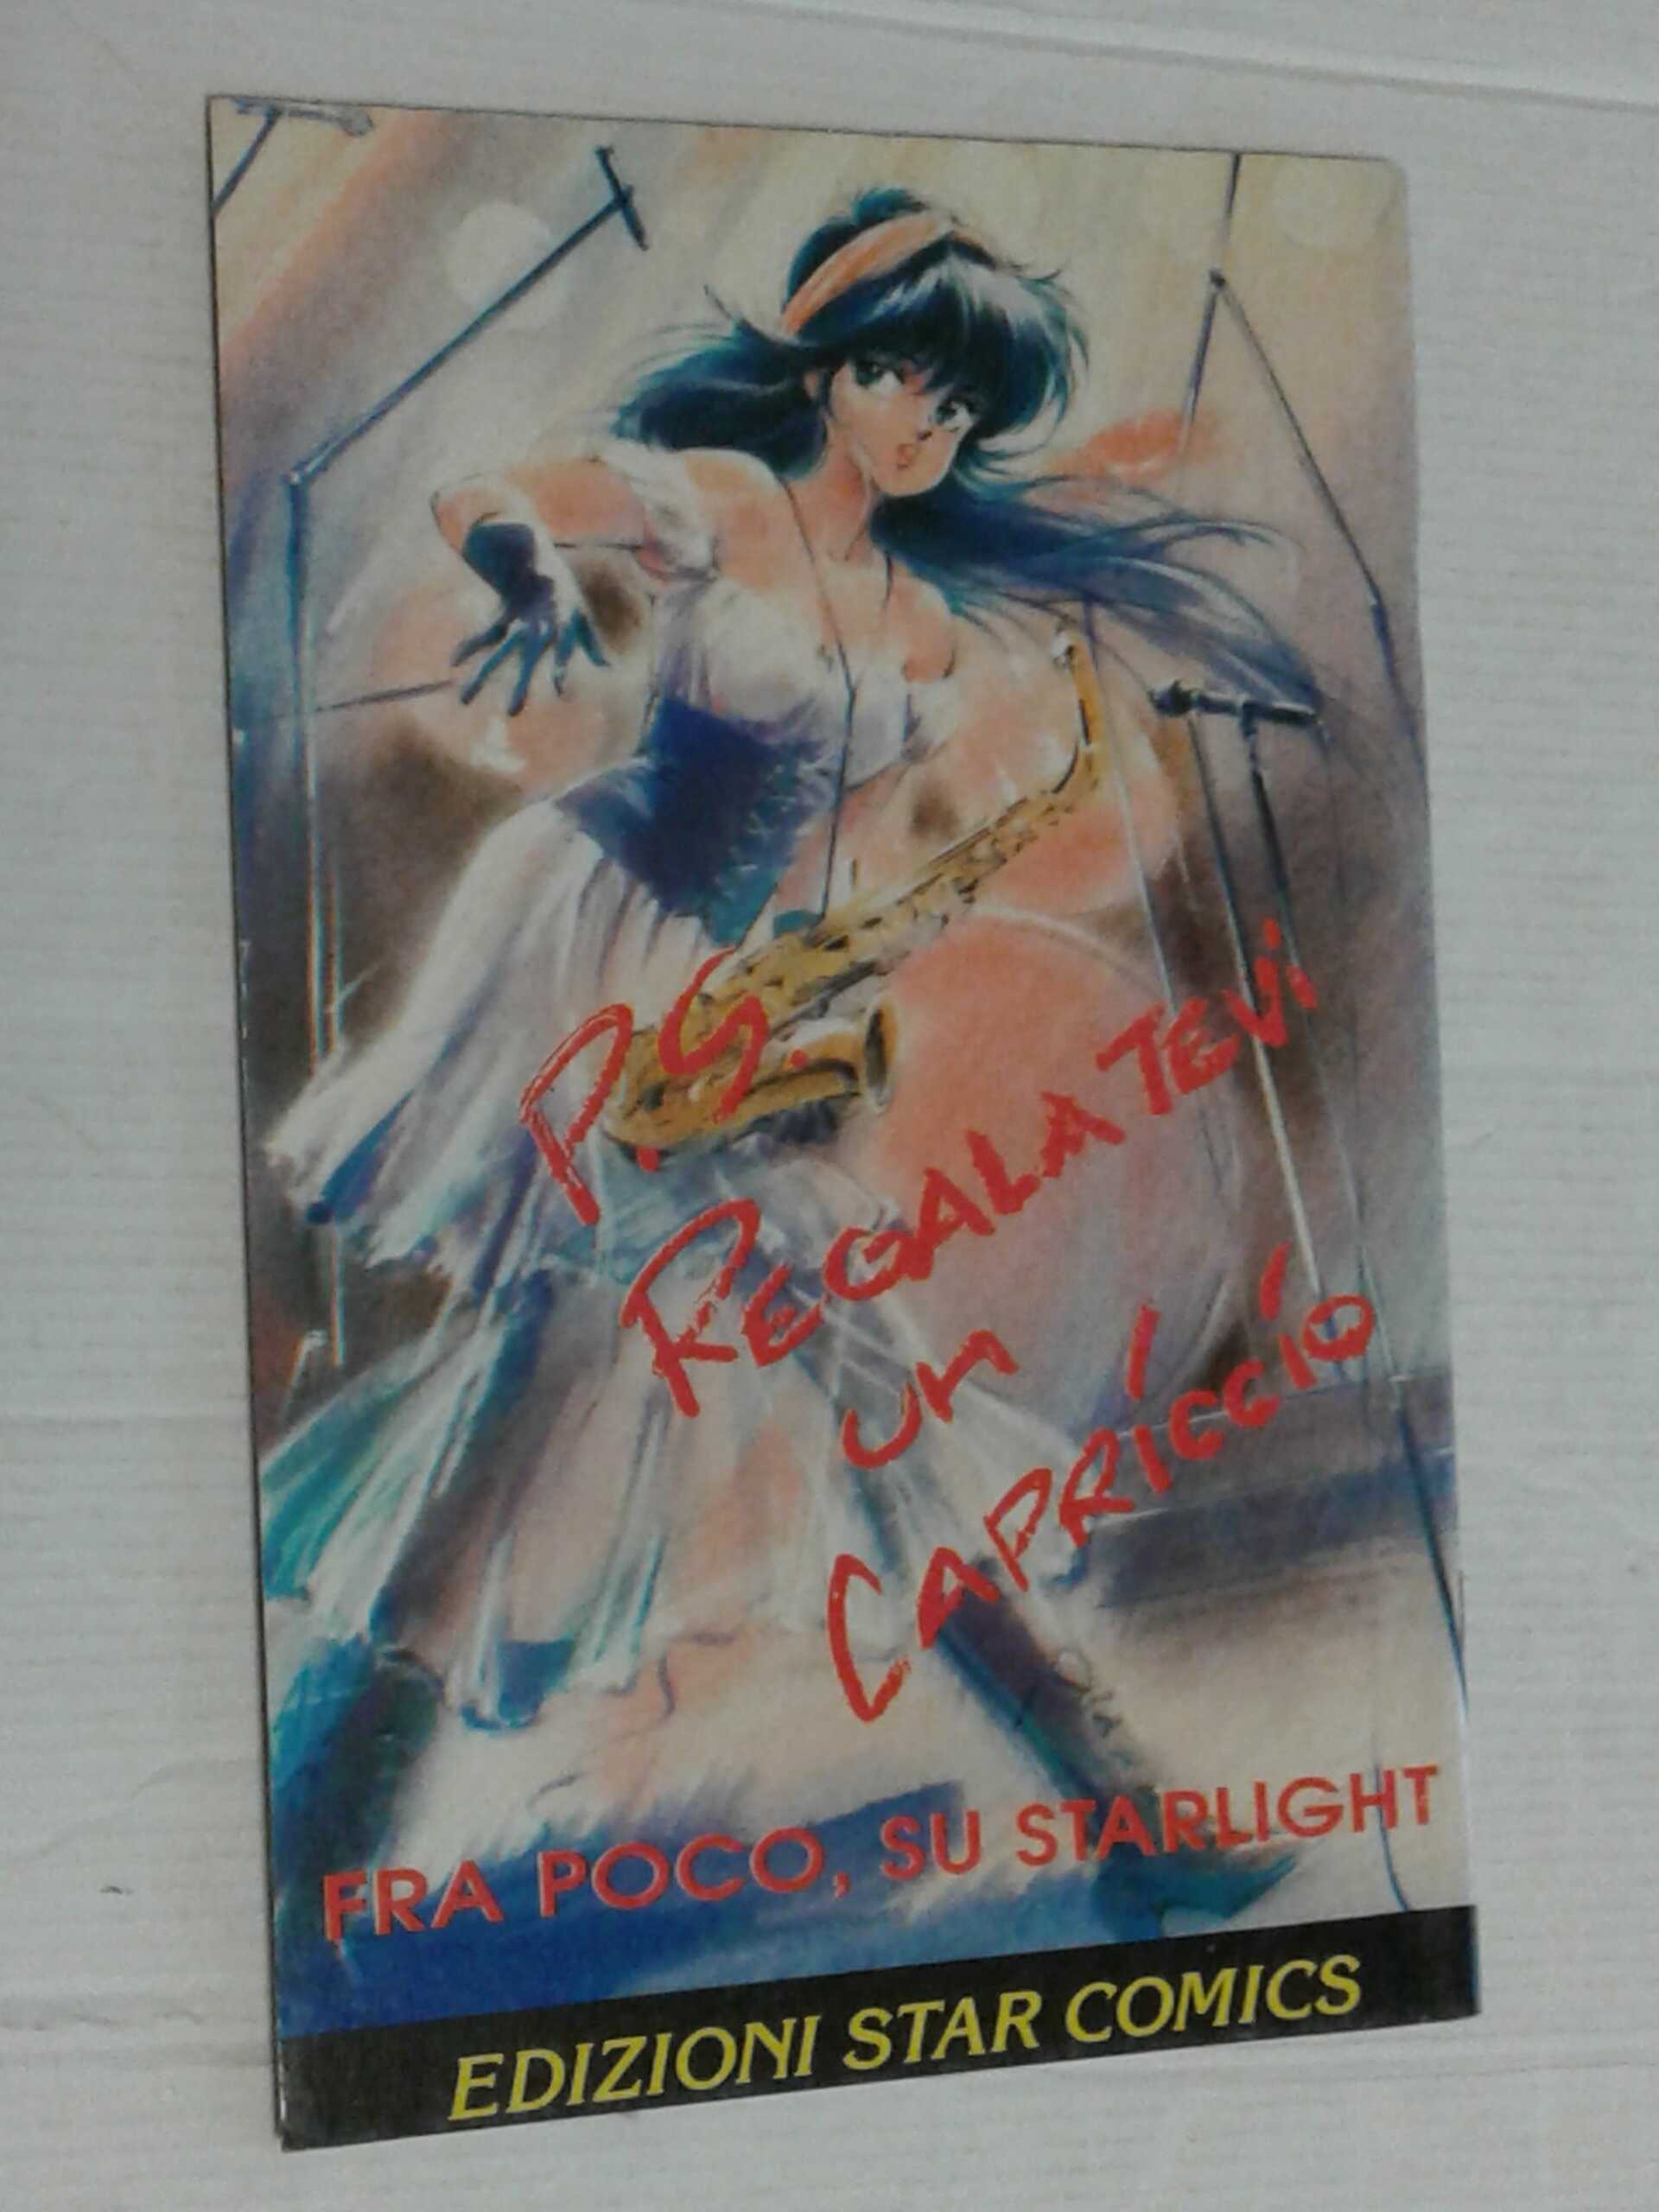 P.S.
REGALATEVI
UN
CAPRICCIO
FRA POCO, SU STARLIGHT
EDIZIONI STAR COMICS